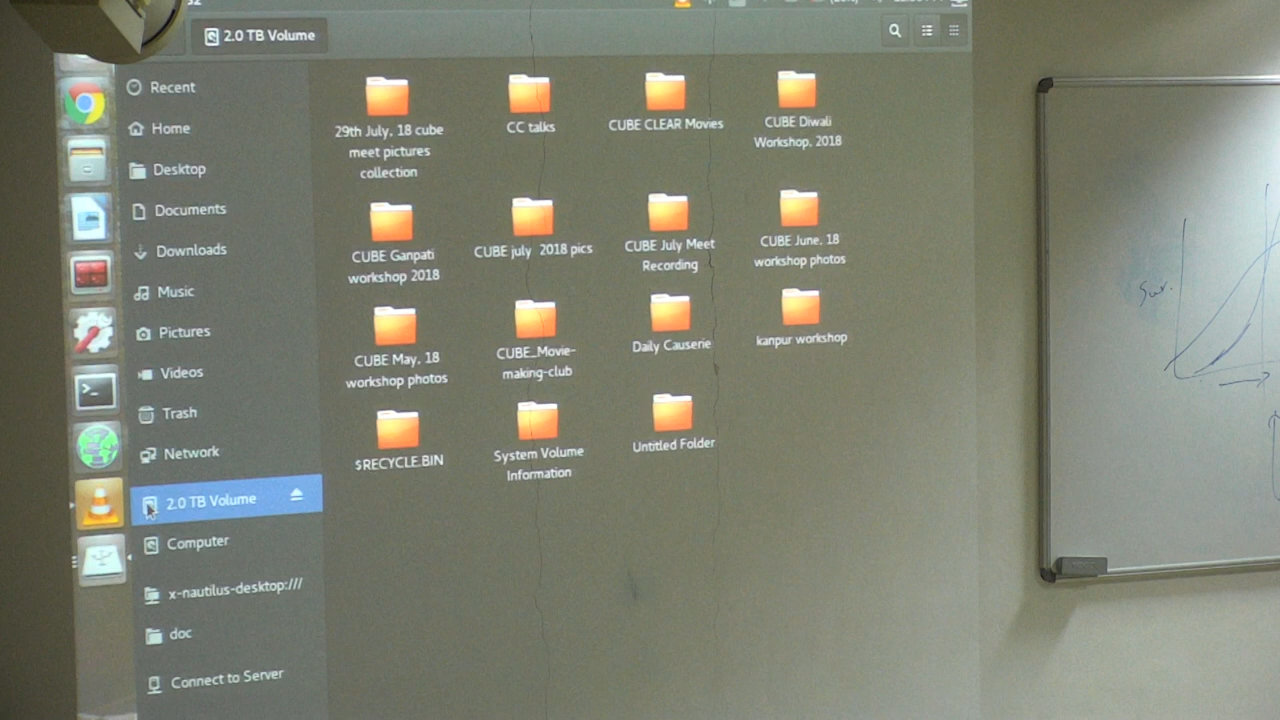 2.0 TB Volume
Recent
Home
Desktop
Documents
Downloads
Music
Pictures
Videos
Trash
Network
2.0 TB Volume
Computer
x-nautilus-desktop:///
doc
Connect to Server
29th July, 18 cube
meet pictures
collection
CC talks
CUBE CLEAR Movies
CUBE Diwali
Workshop, 2018
CUBE Ganpati
workshop 2018
CUBE july 2018 pics
CUBE July Meet
Recording
CUBE June, 18
workshop photos
CUBE May, 18
workshop photos
CUBE_Movie-
making-club
Daily Causerie
kanpur workshop
$RECYCLE.BIN
System Volume
Information
Untitled Folder